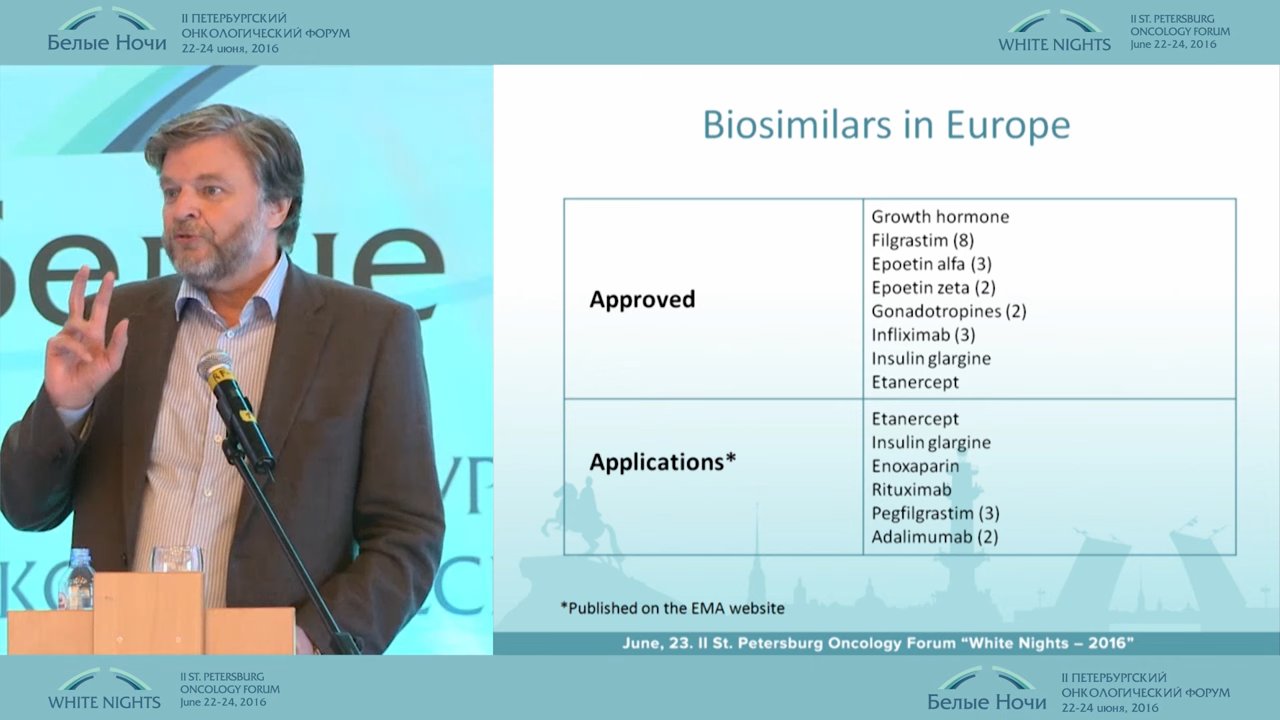 II ПЕТЕРБУРГСКИЙ
ОНКОЛОГИЧЕСКИЙ ФОРУМ
Белые Ночи
22-24 июня, 2016
II ST. PETERSBURG
ONCOLOGY FORUM
WHITE NIGHTS
June 22-24, 2016
Biosimilars in Europe
Approved
Growth hormone
Filgrastim (8)
Epoetin alfa (3)
Epoetin zeta (2)
Gonadotropines (2)
Infliximab (3)
Insulin glargine
Etanercept
Applications*
Etanercept
Insulin glargine
Enoxaparin
Rituximab
Pegfilgrastim (3)
Adalimumab (2)
*Published on the EMA website
June, 23. II St. Petersburg Oncology Forum “White Nights – 2016”
II ST. PETERSBURG
ONCOLOGY FORUM
WHITE NIGHTS
June 22-24, 2016
II ПЕТЕРБУРГСКИЙ
ОНКОЛОГИЧЕСКИЙ ФОРУМ
Белые Ночи
22-24 июня, 2016